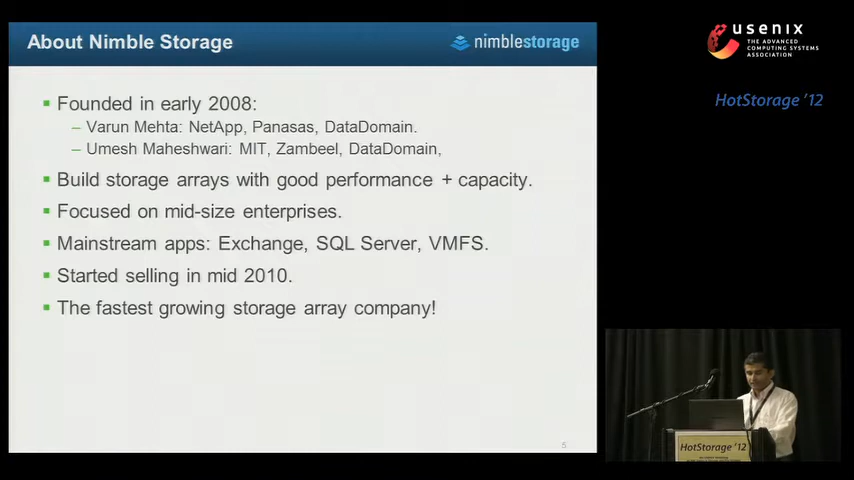 About Nimble Storage
nimblestorage
Founded in early 2008:
– Varun Mehta: NetApp, Panasas, DataDomain.
– Umesh Maheshwari: MIT, Zambeel, DataDomain,
Build storage arrays with good performance + capacity.
Focused on mid-size enterprises.
Mainstream apps: Exchange, SQL Server, VMFS.
Started selling in mid 2010.
The fastest growing storage array company!
5
usenix
THE ADVANCED
COMPUTING SYSTEMS
ASSOCIATION
HotStorage '12
HotStorage '12